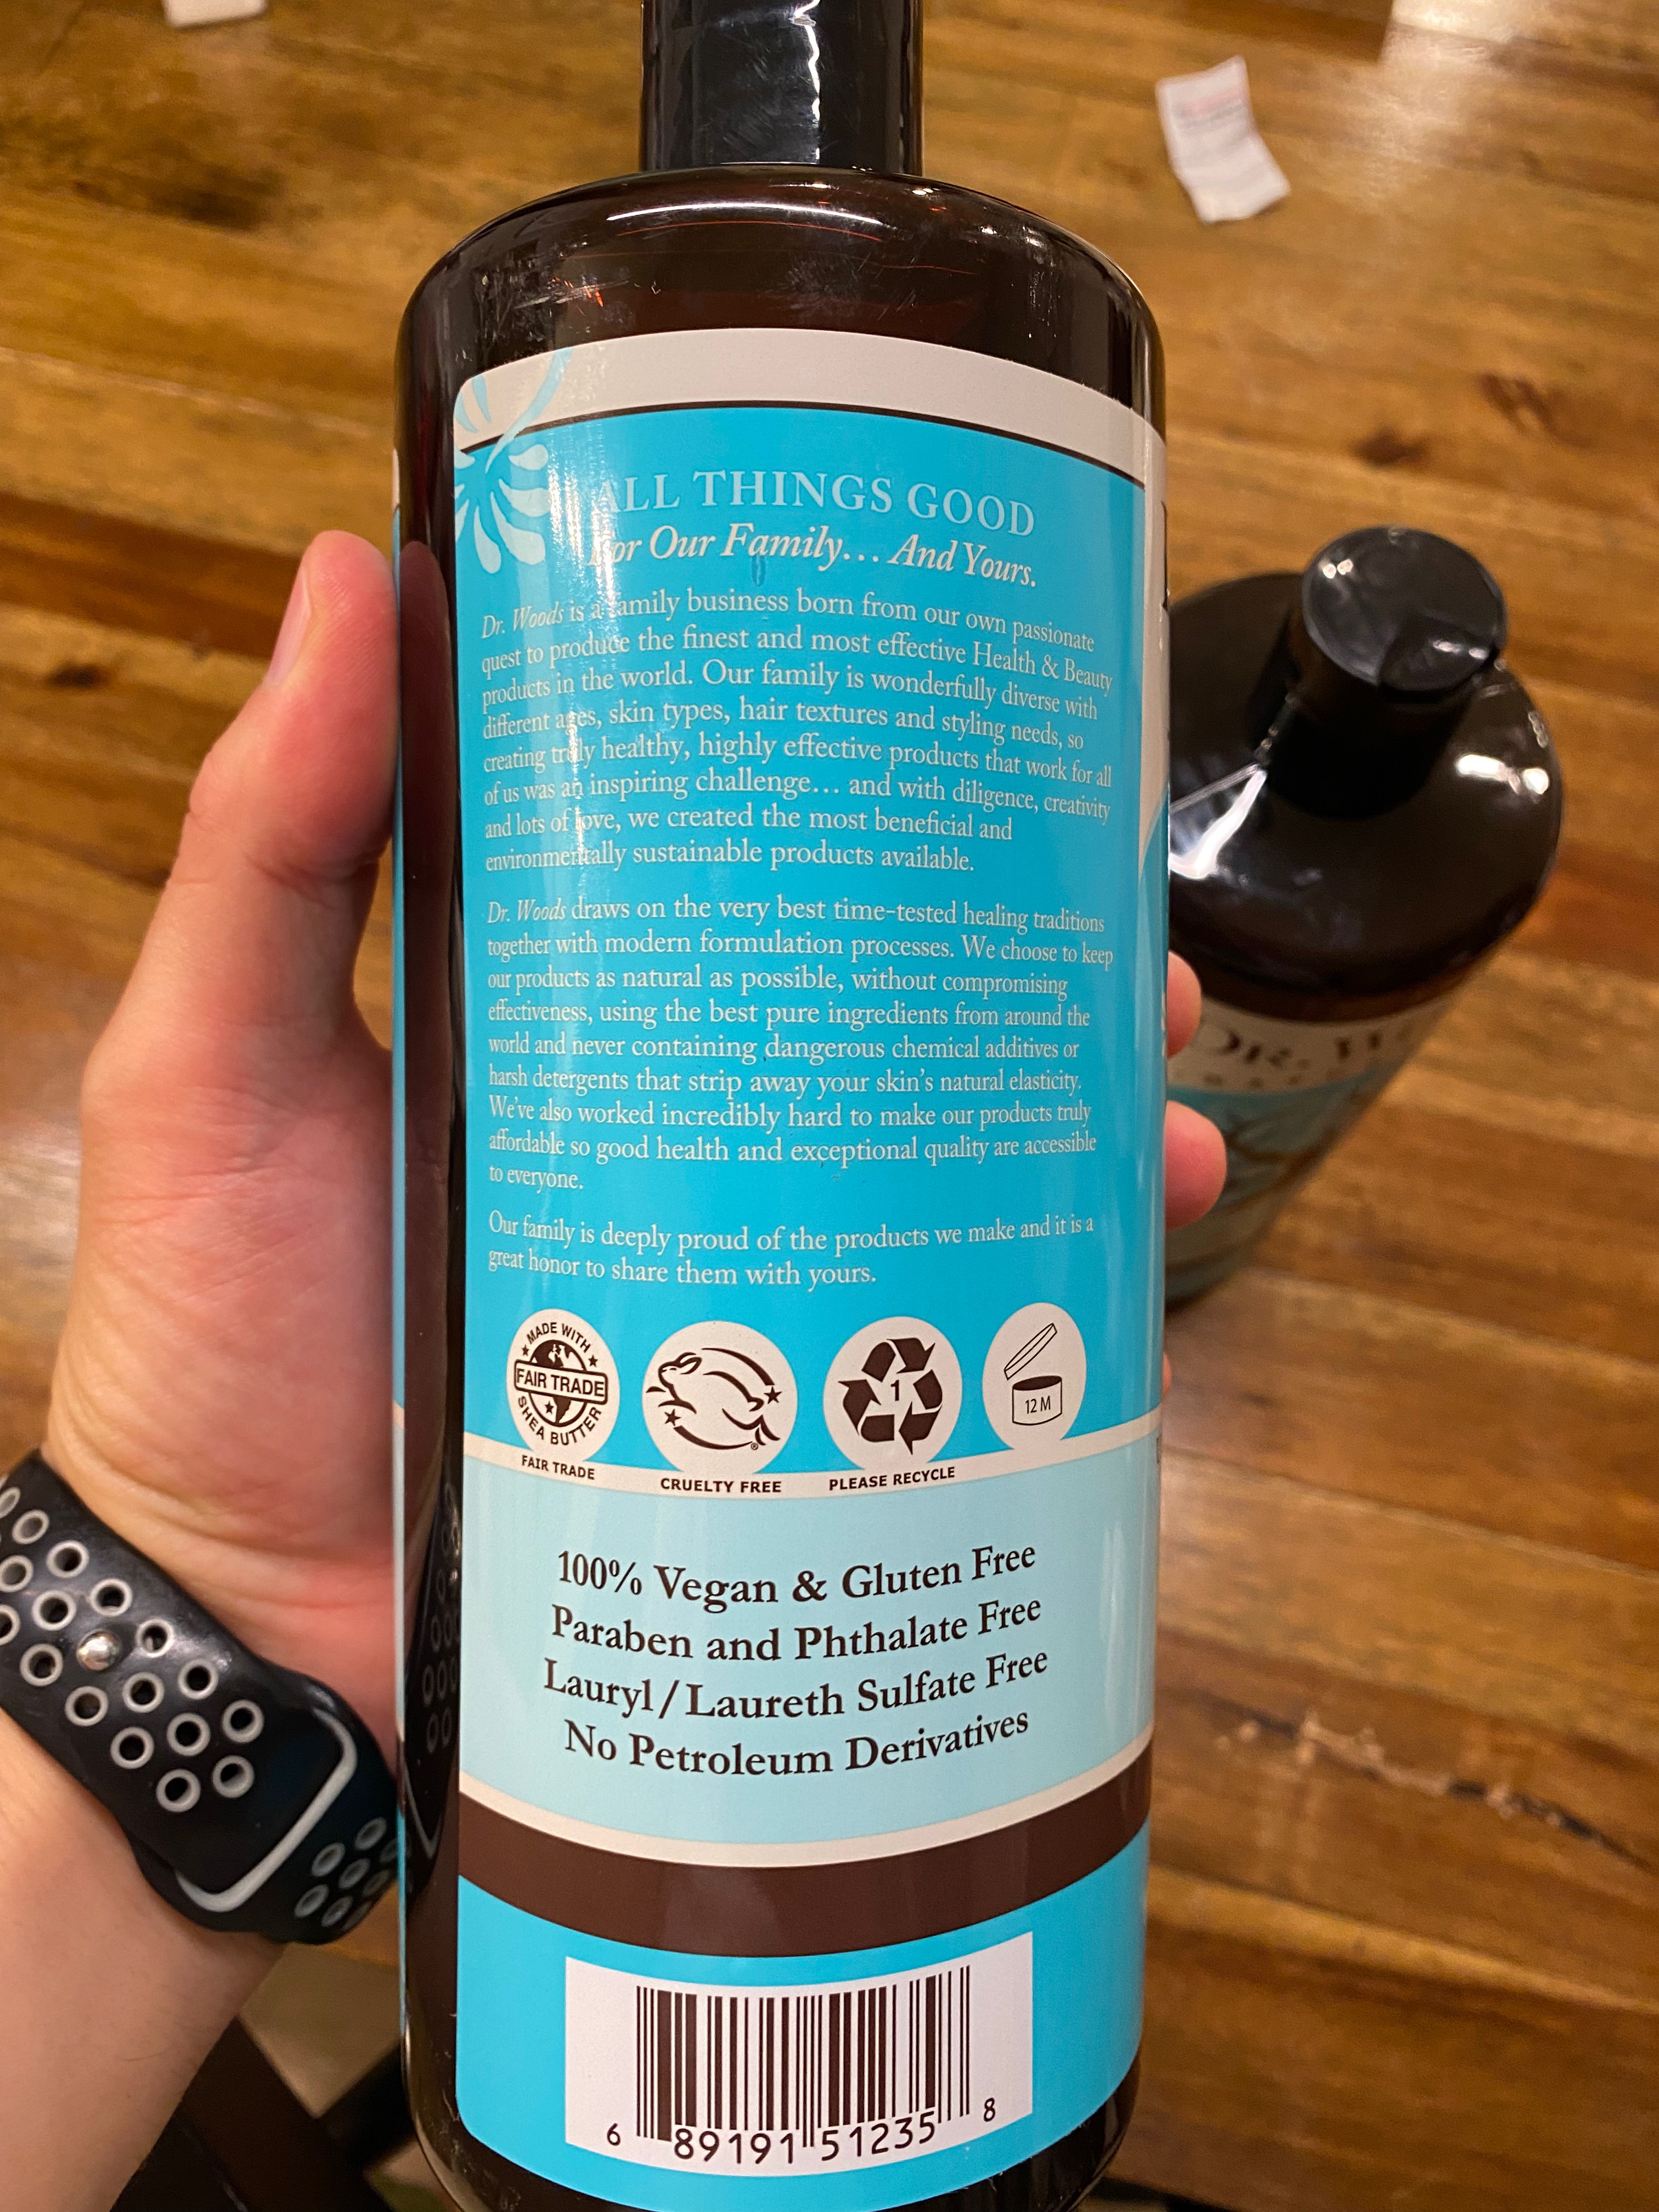 ALL THINGS GOOD
For Our Family... And Yours.
Dr. Woods is a family business born from our own passionate
quest to produce the finest and most effective Health & Beauty
products in the world. Our family is wonderfully diverse with
different ages, skin types, hair textures and styling needs, so
creating truly healthy, highly effective products that work for all
of us was an inspiring challenge... and with diligence, creativity
and lots of love, we created the most beneficial and
environmentally sustainable products available.
Dr. Woods draws on the very best time-tested healing traditions
together with modern formulation processes. We choose to keep
our products as natural as possible, without compromising
effectiveness, using the best pure ingredients from around the
world and never containing dangerous chemical additives or
harsh detergents that strip away your skin's natural elasticity.
We've also worked incredibly hard to make our products truly
affordable so good health and exceptional quality are accessible
to everyone.
Our family is deeply proud of the products we make and it is a
great honor to share them with yours.
MADE WITH
FAIR TRADE
SHEA BUTTER
1
12 M
FAIR TRADE
CRUELTY FREE
PLEASE RECYCLE
100% Vegan & Gluten Free
Paraben and Phthalate Free
Lauryl/Laureth Sulfate Free
No Petroleum Derivatives
6 89191 51235 8
DR.